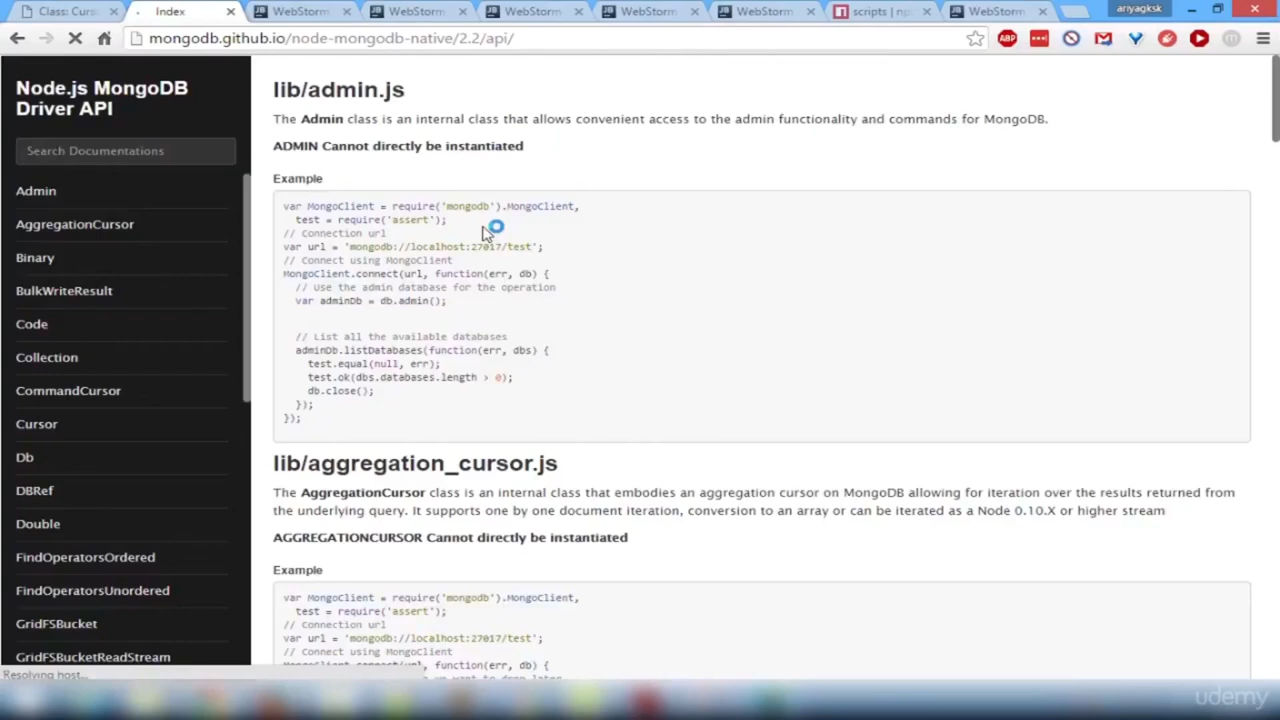 Class: Curs
Index
WebStorm
WebStorm
WebStorm
WebStorm
WebStorm
scripts | np
WebStorm
ariyagksk
mongodb.github.io/node-mongodb-native/2.2/api/
ABP
Node.js MongoDB
Driver API
Search Documentations
Admin
AggregationCursor
Binary
BulkWriteResult
Code
Collection
CommandCursor
Cursor
Db
DBRef
Double
FindOperatorsOrdered
FindOperatorsUnordered
GridFSBucket
GridFSBucketReadStream
Resolving host...
lib/admin.js
The Admin class is an internal class that allows convenient access to the admin functionality and commands for MongoDB.
ADMIN Cannot directly be instantiated
Example
var MongoClient = require('mongodb').MongoClient,
test = require('assert');
// Connection url
var url = 'mongodb://localhost:27017/test';
// Connect using MongoClient
MongoClient.connect(url, function(err, db) {
// Use the admin database for the operation
var adminDb = db.admin();
// List all the available databases
adminDb.listDatabases(function(err, dbs) {
test.equal(null, err);
test.ok(dbs.databases.length > 0);
db.close();
});
});
lib/aggregation_cursor.js
The AggregationCursor class is an internal class that embodies an aggregation cursor on MongoDB allowing for iteration over the results returned from
the underlying query. It supports one by one document iteration, conversion to an array or can be iterated as a Node 0.10.X or higher stream
AGGREGATIONCURSOR Cannot directly be instantiated
Example
var MongoClient = require('mongodb').MongoClient,
test = require('assert');
// Connection url
var url = 'mongodb://localhost:27017/test';
// Connect using MongoClient
MongoClient.connect(url, function(err, db) {
udemy